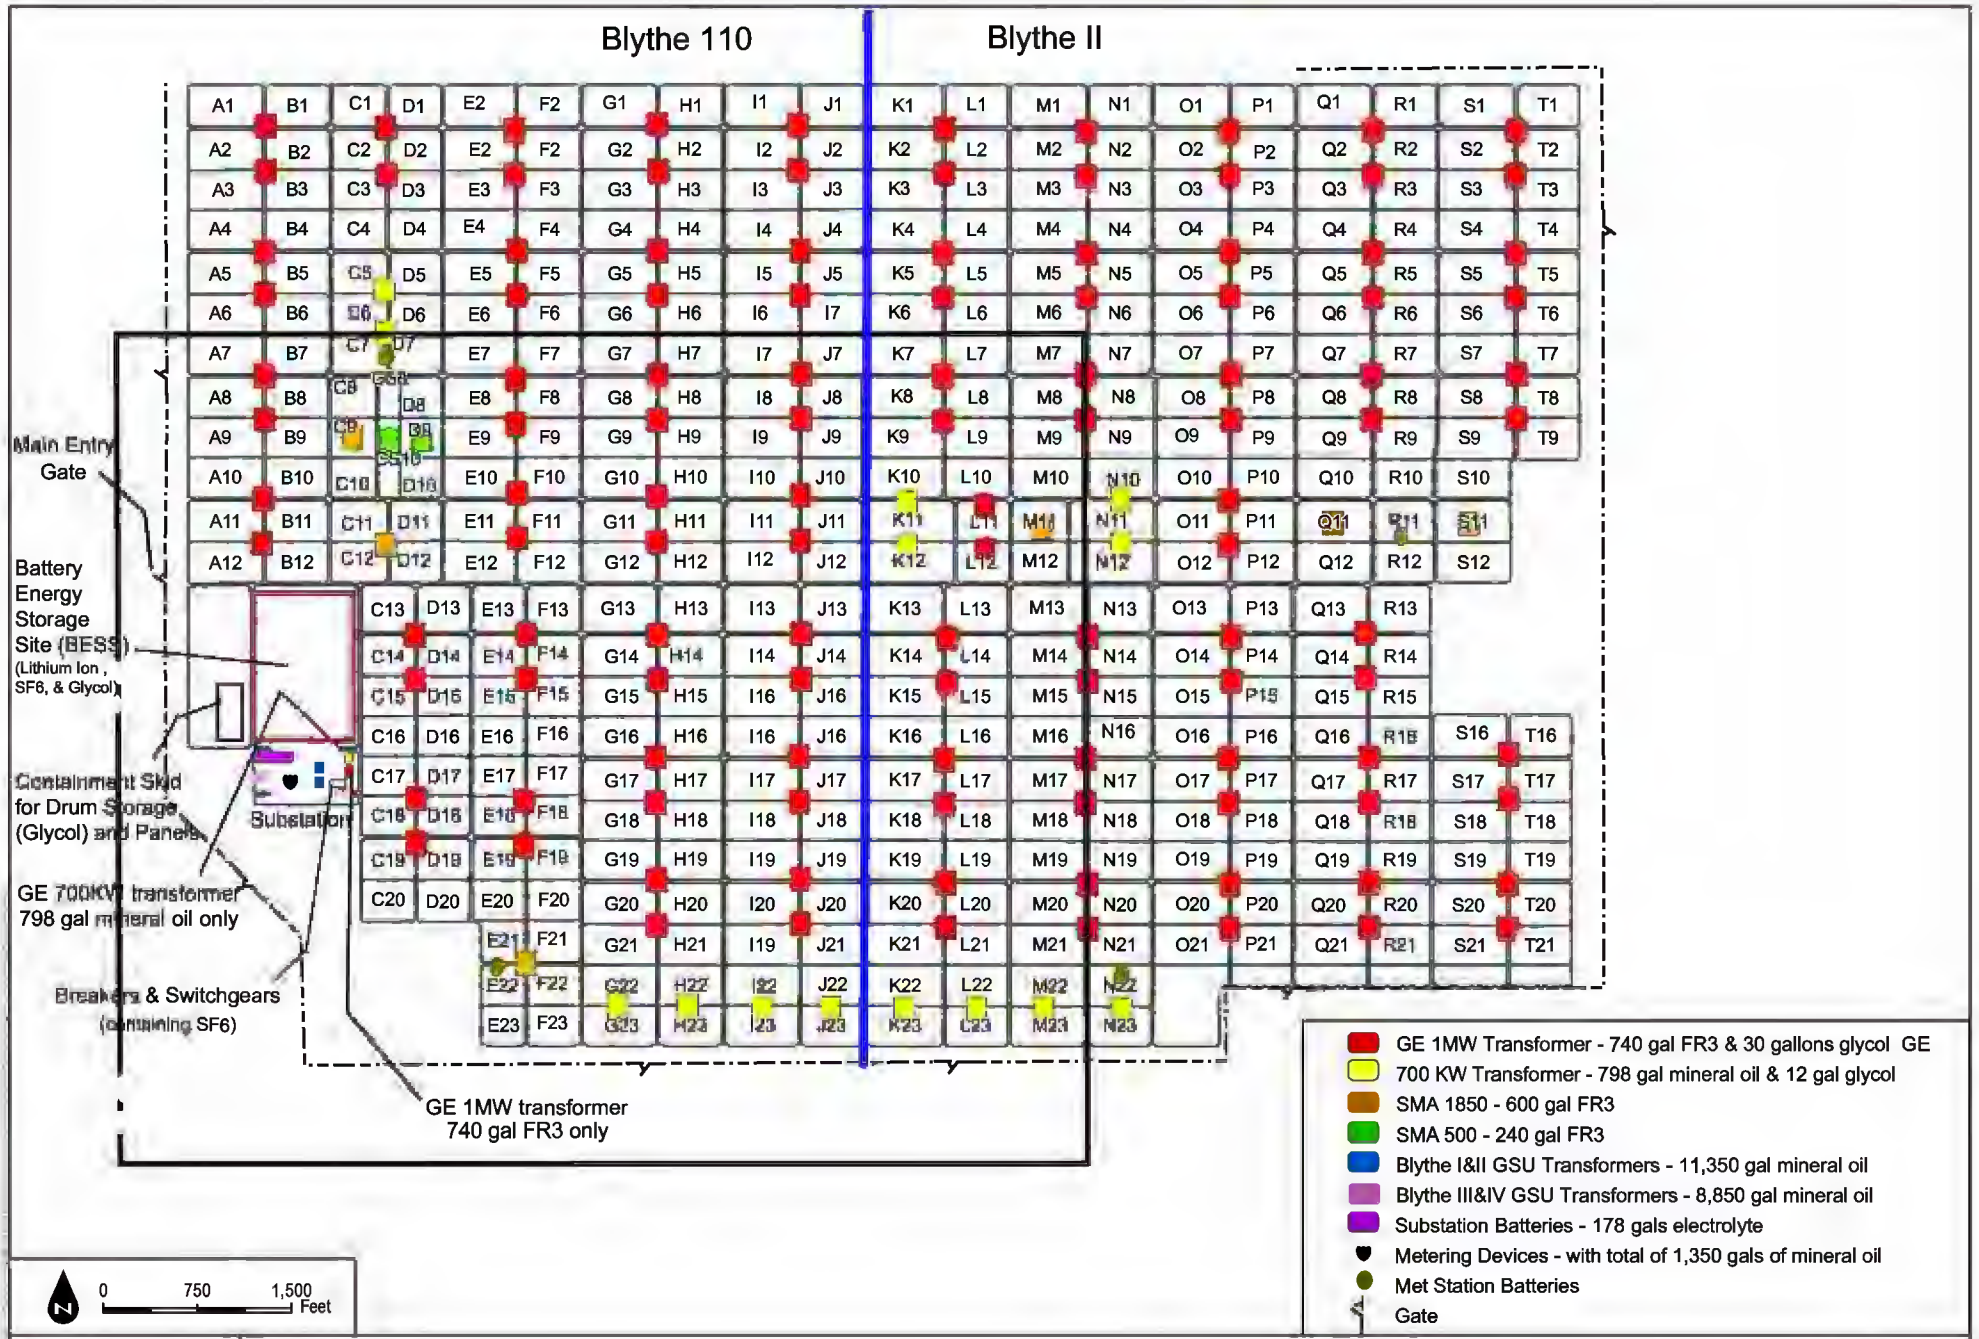 Blythe 110 Blythe II
A1 B1 C1 D1 E2 F2 G1 H1 I1 J1 K1 L1 M1 N1 O1 P1 Q1 R1 S1 T1
A2 B2 C2 D2 E2 F2 G2 H2 I2 J2 K2 L2 M2 N2 O2 P2 Q2 R2 S2 T2
A3 B3 C3 D3 E3 F3 G3 H3 I3 J3 K3 L3 M3 N3 O3 P3 Q3 R3 S3 T3
A4 B4 C4 D4 E4 F4 G4 H4 I4 J4 K4 L4 M4 N4 O4 P4 Q4 R4 S4 T4
A5 B5 C5 D5 E5 F5 G5 H5 I5 J5 K5 L5 M5 N5 O5 P5 Q5 R5 S5 T5
A6 B6 D6 E6 F6 G6 H6 I6 I7 K6 L6 M6 N6 O6 P6 Q6 R6 S6 T6
A7 B7 C7 D7 E7 F7 G7 H7 I7 J7 K7 L7 M7 N7 O7 P7 Q7 R7 S7 T7
A8 B8 D8 E8 F8 G8 H8 I8 J8 K8 L8 M8 N8 O8 P8 Q8 R8 S8 T8
A9 B9 E9 F9 G9 H9 I9 J9 K9 L9 M9 N9 O9 P9 Q9 R9 S9 T9
A10 B10 C10 D10 E10 F10 G10 H10 I10 J10 K10 L10 M10 N10 O10 P10 Q10 R10 S10
A11 B11 C11 D11 E11 F11 G11 H11 I11 J11 K11 L11 M11 N11 O11 P11 Q11 R11 S11
A12 B12 C12 D12 E12 F12 G12 H12 I12 J12 K12 L12 M12 N12 O12 P12 Q12 R12 S12
C13 D13 E13 F13 G13 H13 I13 J13 K13 L13 M13 N13 O13 P13 Q13 R13
C14 D14 E14 F14 G14 H14 I14 J14 K14 L14 M14 N14 O14 P14 Q14 R14
C15 D16 E15 F15 G15 H15 I16 J16 K15 L15 M15 N15 O15 P15 Q15 R15
C16 D16 E16 F16 G16 H16 I16 J16 K16 L16 M16 N16 O16 P16 Q16 R16 S16 T16
C17 D17 E17 F17 G17 H17 I17 J17 K17 L17 M17 N17 O17 P17 Q17 R17 S17 T17
C18 D18 E18 F18 G18 H18 I18 J18 K18 L18 M18 N18 O18 P18 Q18 R18 S18 T18
C19 D19 E19 F19 G19 H19 I19 J19 K19 L19 M19 N19 O19 P19 Q19 R19 S19 T19
C20 D20 E20 F20 G20 H20 I20 J20 K20 L20 M20 N20 O20 P20 Q20 R20 S20 T20
E21 F21 G21 H21 I19 J21 K21 L21 M21 N21 O21 P21 Q21 R21 S21 T21
E22 F22 G22 H22 I22 J22 K22 L22 M22 N22
E23 F23 G23 H23 I23 J23 K23 L23 M23 N23
Main Entry
Gate
Battery
Energy
Storage
Site (BESS)
(Lithium Ion ,
SF6, & Glycol)
Containment Skid
for Drum Storage
(Glycol) and Panels
Substation
GE 700KW transformer
798 gal mineral oil only
Breakers & Switchgears
(containing SF6)
GE 1MW transformer
740 gal FR3 only
GE 1MW Transformer - 740 gal FR3 & 30 gallons glycol GE
700 KW Transformer - 798 gal mineral oil & 12 gal glycol
SMA 1850 - 600 gal FR3
SMA 500 - 240 gal FR3
Blythe I&II GSU Transformers - 11,350 gal mineral oil
Blythe III&IV GSU Transformers - 8,850 gal mineral oil
Substation Batteries - 178 gals electrolyte
Metering Devices - with total of 1,350 gals of mineral oil
Met Station Batteries
Gate
N
0 750 1,500
Feet